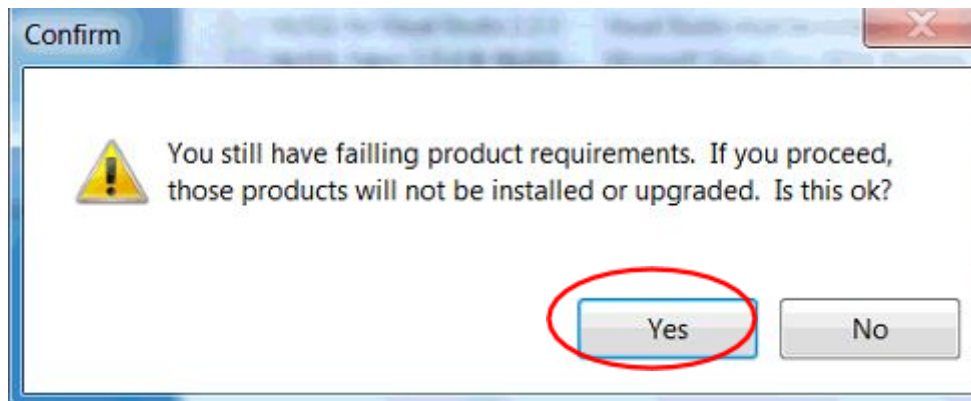 Confirm
You still have failling product requirements.  If you proceed,
those products will not be installed or upgraded.  Is this ok?
Yes
No